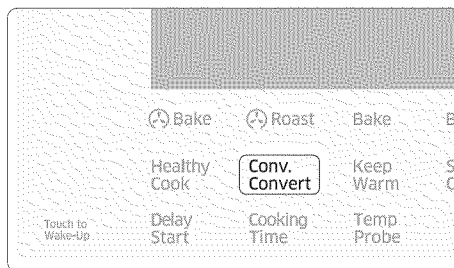 Bake Roast Bake B
Healthy Cook
Conv. Convert
Keep Warm
Touch to Wake-Up
Delay Start
Cooking Time
Temp Probe